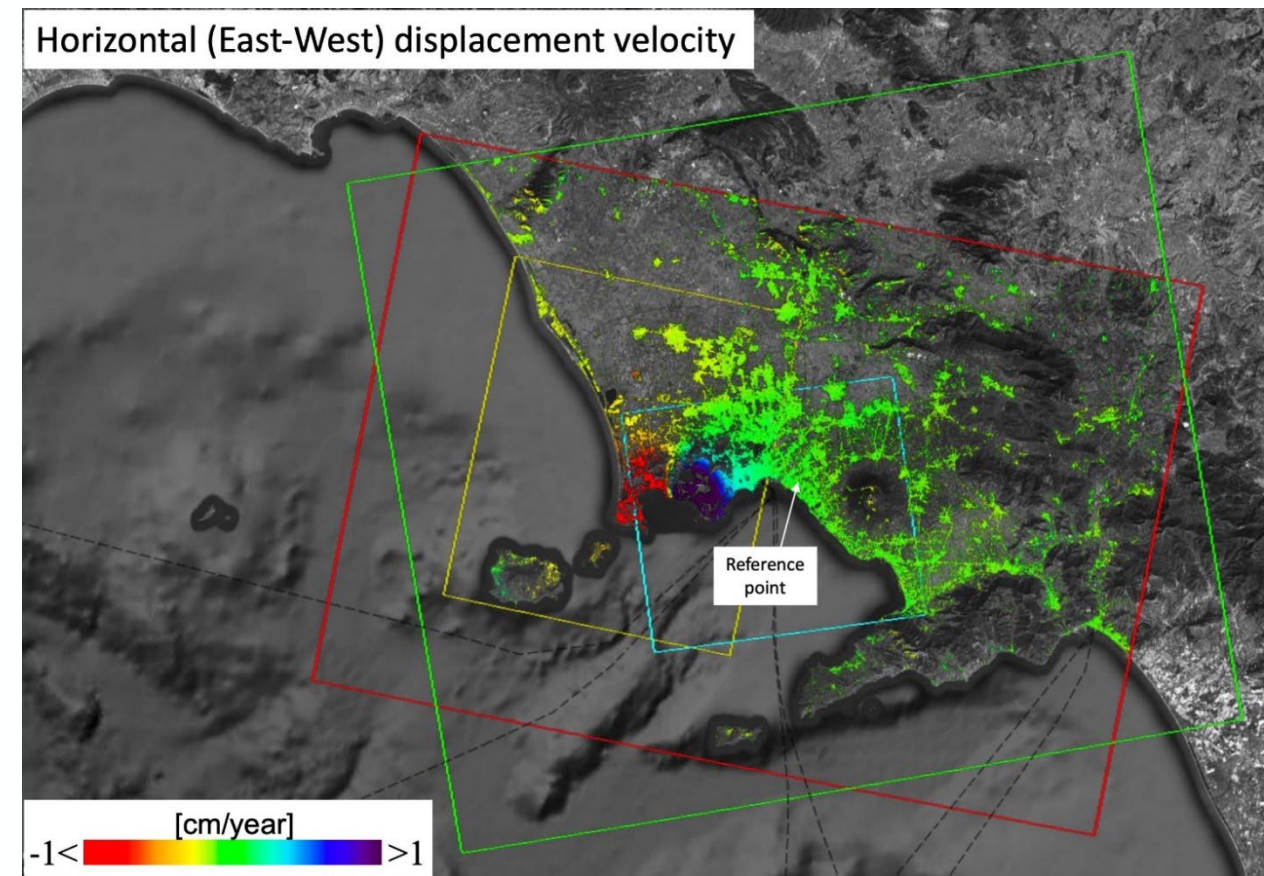 Horizontal (East-West) displacement velocity
Reference
point
[cm/year]
-1< >1